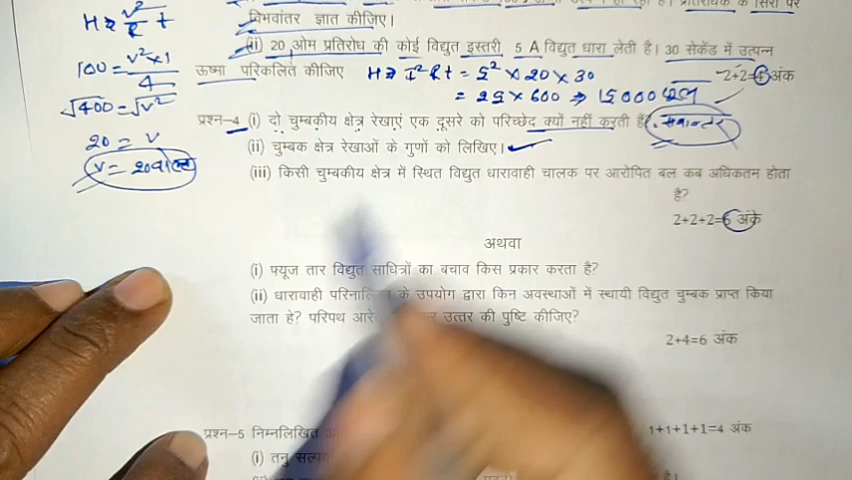 प्रतिरोधक के सिरों पर
विभवांतर ज्ञात कीजिए।
(ii) 20 ओम प्रतिरोध की कोई विद्युत इस्तरी 5 A विद्युत धारा लेती है। 30 सेकेंड में उत्पन्न
ऊष्मा परिकलित कीजिए H = I² Rt = 5² × 20 × 30 2+2=4 अंक
= 25 × 600 ⇒ 15000 जूल
H = V²/R t
100 = V² × 1 / 4
√400 = √V²
20 = V
V = 20 वोल्ट
प्रश्न–4 (i) दो चुम्बकीय क्षेत्र रेखाएं एक दूसरे को परिच्छेद क्यों नहीं करती है? समान्तर
(ii) चुम्बक क्षेत्र रेखाओं के गुणों को लिखिए।
(iii) किसी चुम्बकीय क्षेत्र में स्थित विद्युत धारावाही चालक पर आरोपित बल कब अधिकतम होता
है?
2+2+2=6 अंक
अथवा
(i) फ्यूज तार विद्युत साधित्रों का बचाव किस प्रकार करता है?
(ii) धारावाही के उपयोग द्वारा किन अवस्थाओं में स्थायी विद्युत चुम्बक प्राप्त किया
जाता हे? परिपथ उत्तर की पुष्टि कीजिए?
2+4=6 अंक
प्रश्न–5 निम्नलिखित 1+1+1+1=4 अंक
(i) तनु